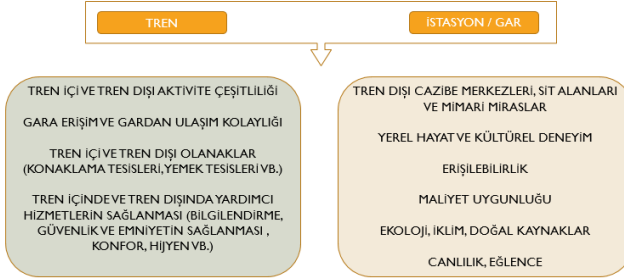 TREN
İSTASYON / GAR
TREN İÇİ VE TREN DIŞI AKTİVİTE ÇEŞİTLİLİĞİ
GARA ERİŞİM VE GARDAN ULAŞIM KOLAYLIĞI
TREN İÇİ VE TREN DIŞI OLANAKLAR
(KONAKLAMA TESİSLERİ, YEMEK TESİSLERİ VB.)
TREN İÇİNDE VE TREN DIŞINDA YARDIMCI
HİZMETLERİN SAĞLANMASI (BİLGİLENDİRME,
GÜVENLİK VE EMNİYETİN SAĞLANMASI ,
KONFOR, HİJYEN VB.)
TREN DIŞI CAZİBE MERKEZLERİ, SİT ALANLARI
VE MİMARİ MİRASLAR
YEREL HAYAT VE KÜLTÜREL DENEYİM
ERİŞİLEBİLİRLİK
MALİYET UYGUNLUĞU
EKOLOJİ, İKLİM, DOĞAL KAYNAKLAR
CANLILIK, EĞLENCE